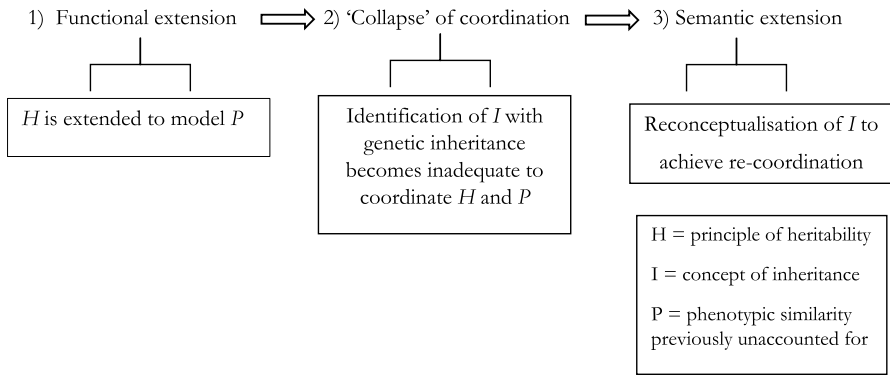 1) Functional extension
2) ‘Collapse’ of coordination
3) Semantic extension
H is extended to model P
Identification of I with
genetic inheritance
becomes inadequate to
coordinate H and P
Reconceptualisation of I to
achieve re-coordination
H = principle of heritability
I = concept of inheritance
P = phenotypic similarity
previously unaccounted for